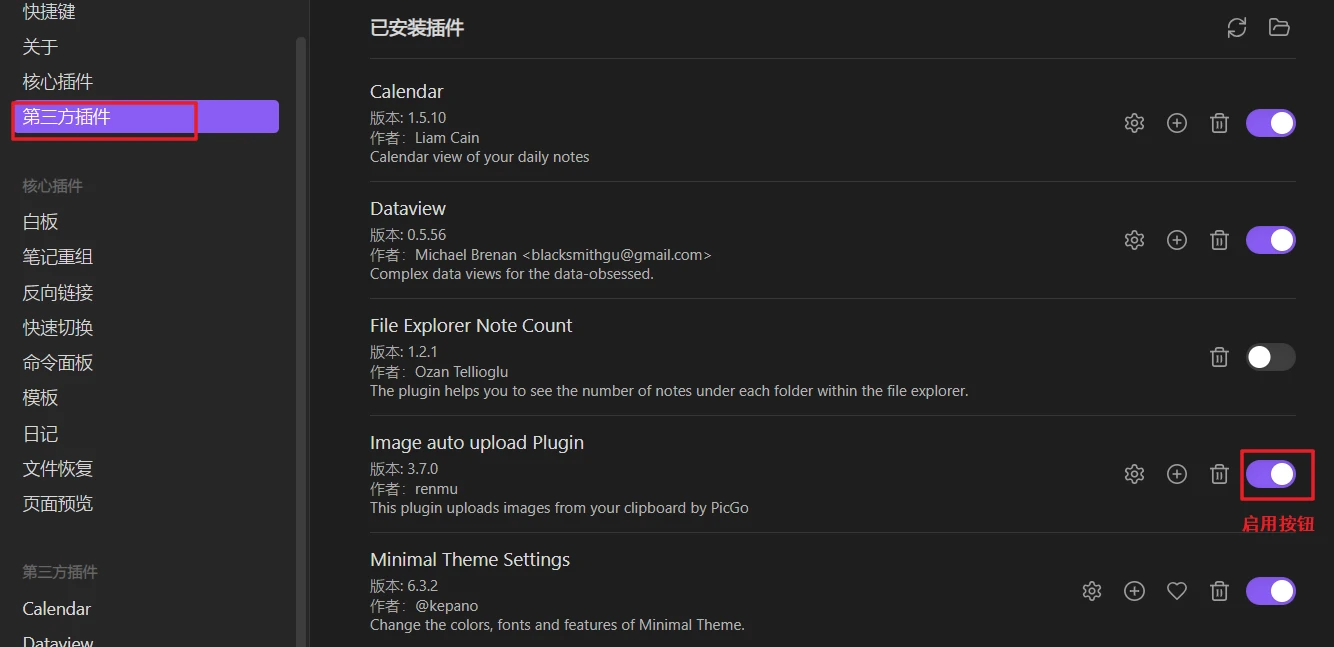 快捷键
关于
核心插件
第三方插件
核心插件
白板
笔记重组
反向链接
快速切换
命令面板
模板
日记
文件恢复
页面预览
第三方插件
Calendar
Dataview
已安装插件
Calendar
版本: 1.5.10
作者：Liam Cain
Calendar view of your daily notes
Dataview
版本: 0.5.56
作者：Michael Brenan <blacksmithgu@gmail.com>
Complex data views for the data-obsessed.
File Explorer Note Count
版本: 1.2.1
作者：Ozan Tellioglu
The plugin helps you to see the number of notes under each folder within the file explorer.
Image auto upload Plugin
版本: 3.7.0
作者：renmu
This plugin uploads images from your clipboard by PicGo
启用按钮
Minimal Theme Settings
版本: 6.3.2
作者：@kepano
Change the colors, fonts and features of Minimal Theme.